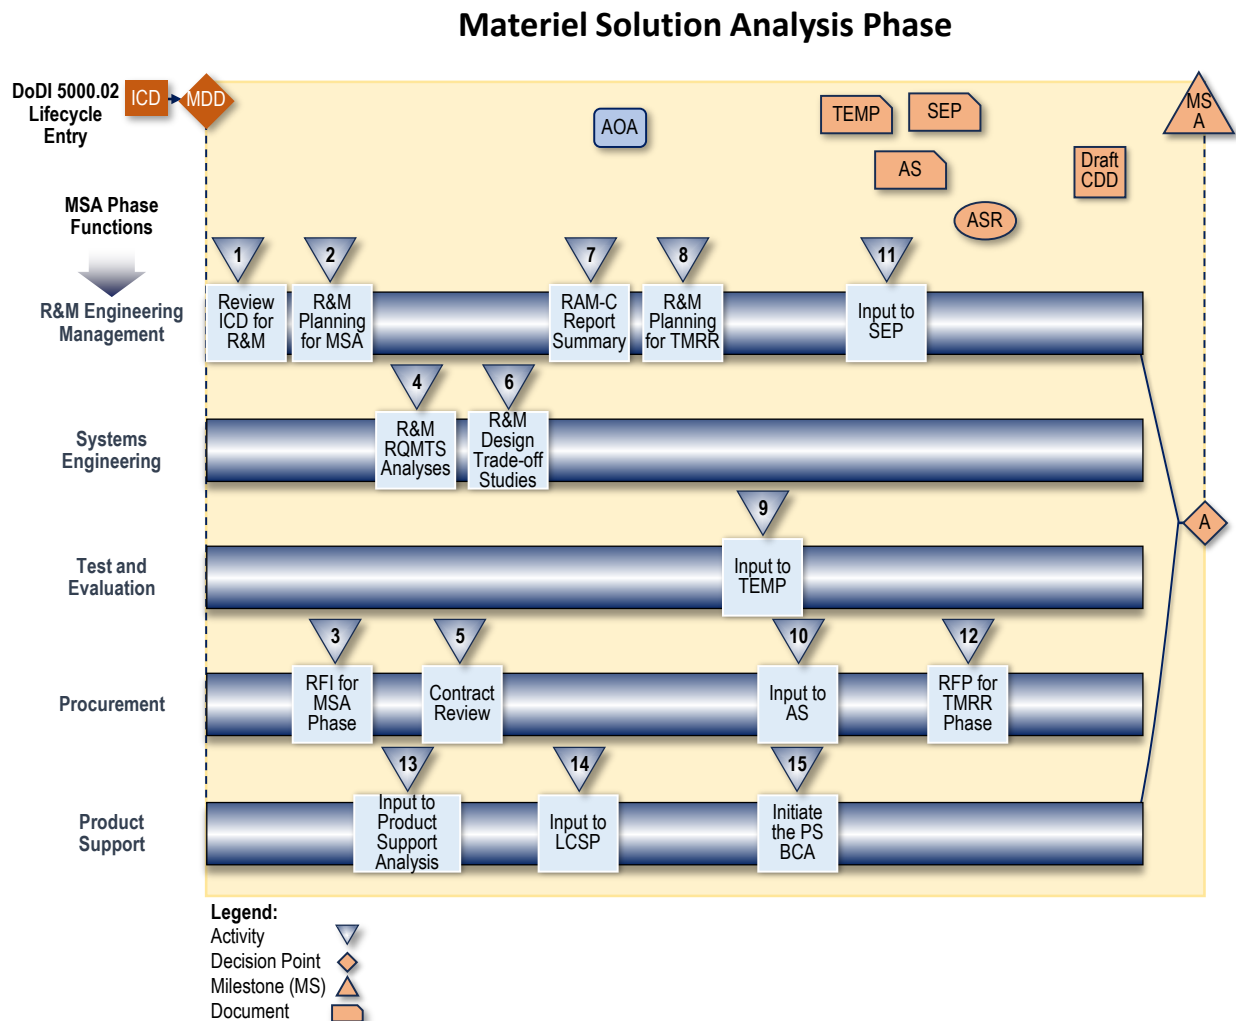 Materiel Solution Analysis Phase
DoDI 5000.02
Lifecycle
Entry
ICD
MDD
AOA
TEMP
SEP
AS
ASR
Draft
CDD
MS
A
MSA Phase
Functions
R&M Engineering
Management
1
Review
ICD for
R&M
2
R&M
Planning
for MSA
7
RAM-C
Report
Summary
8
R&M
Planning
for TMRR
11
Input to
SEP
Systems
Engineering
4
R&M
RQMTS
Analyses
6
R&M
Design
Trade-off
Studies
A
Test and
Evaluation
9
Input to
TEMP
Procurement
3
RFI for
MSA
Phase
5
Contract
Review
10
Input to
AS
12
RFP for
TMRR
Phase
Product
Support
13
Input to
Product
Support
Analysis
14
Input to
LCSP
15
Initiate
the PS
BCA
Legend:
Activity
Decision Point
Milestone (MS)
Document